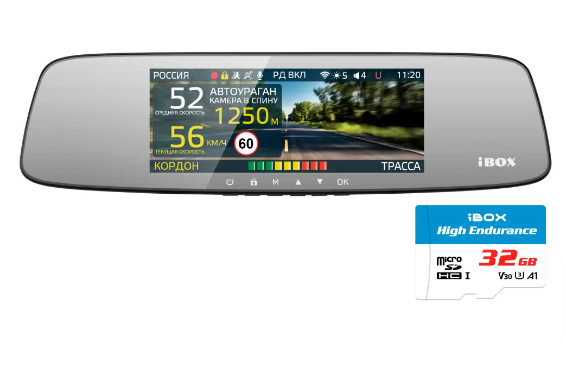 РОССИЯ РД ВКЛ 5 4 U 11:20
52 АВТОУРАГАН
СРЕДНЯЯ СКОРОСТЬ КАМЕРА В СПИНУ
1250 М
56 КМ/Ч 60
ТЕКУЩАЯ СКОРОСТЬ
КОРДОН ТРАССА
iBOX
M ▲ ▼ OK
iBOX
High Endurance
micro SD HC I
32 GB
V30 U3 A1